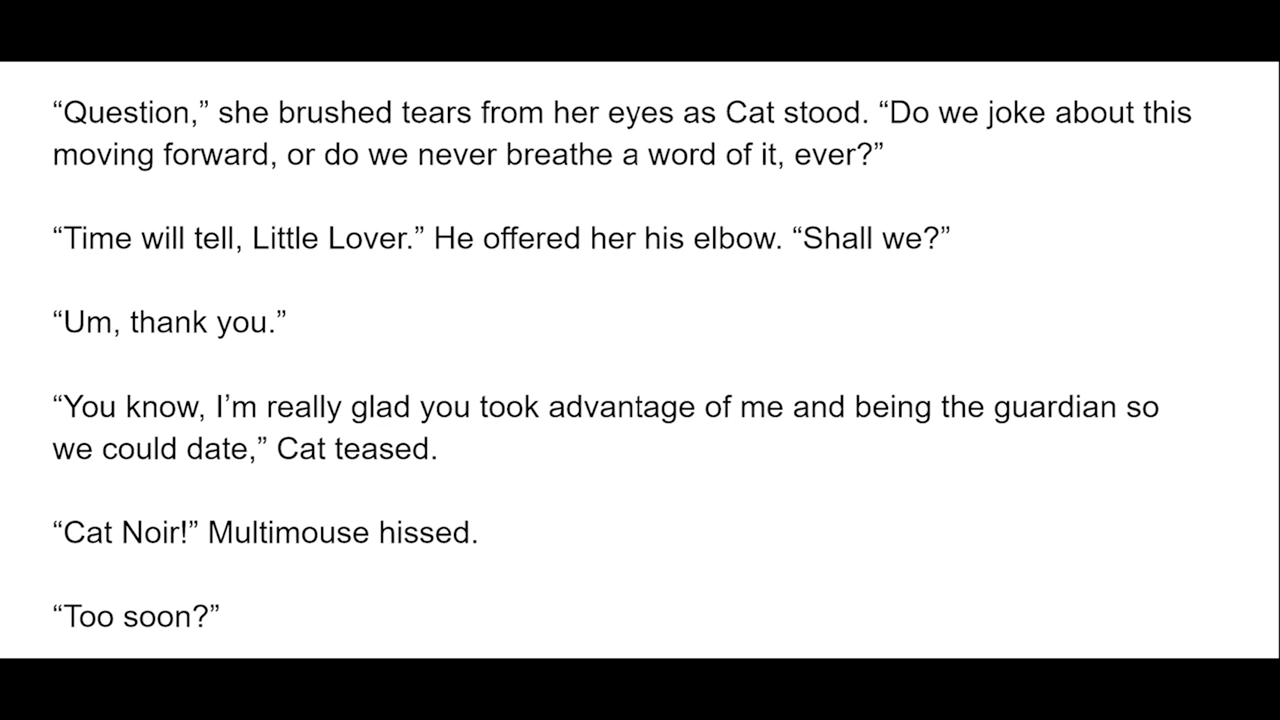 “Question,” she brushed tears from her eyes as Cat stood. “Do we joke about this
moving forward, or do we never breathe a word of it, ever?”
“Time will tell, Little Lover.” He offered her his elbow. “Shall we?”
“Um, thank you.”
“You know, I’m really glad you took advantage of me and being the guardian so
we could date,” Cat teased.
“Cat Noir!” Multimouse hissed.
“Too soon?”